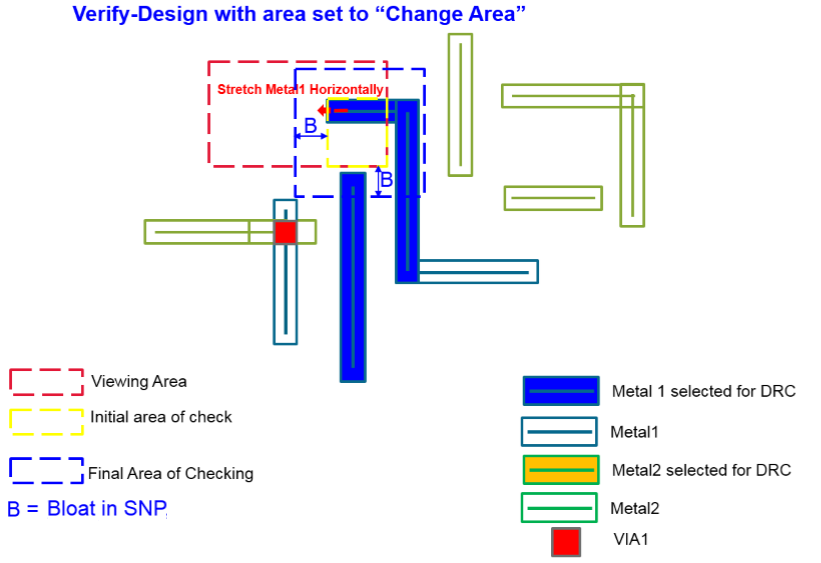 Verify-Design with area set to “Change Area”
Stretch Metal1 Horizontally
B
B
Viewing Area
Initial area of check
Final Area of Checking
B = Bloat in SNP
Metal 1 selected for DRC
Metal1
Metal2 selected for DRC
Metal2
VIA1